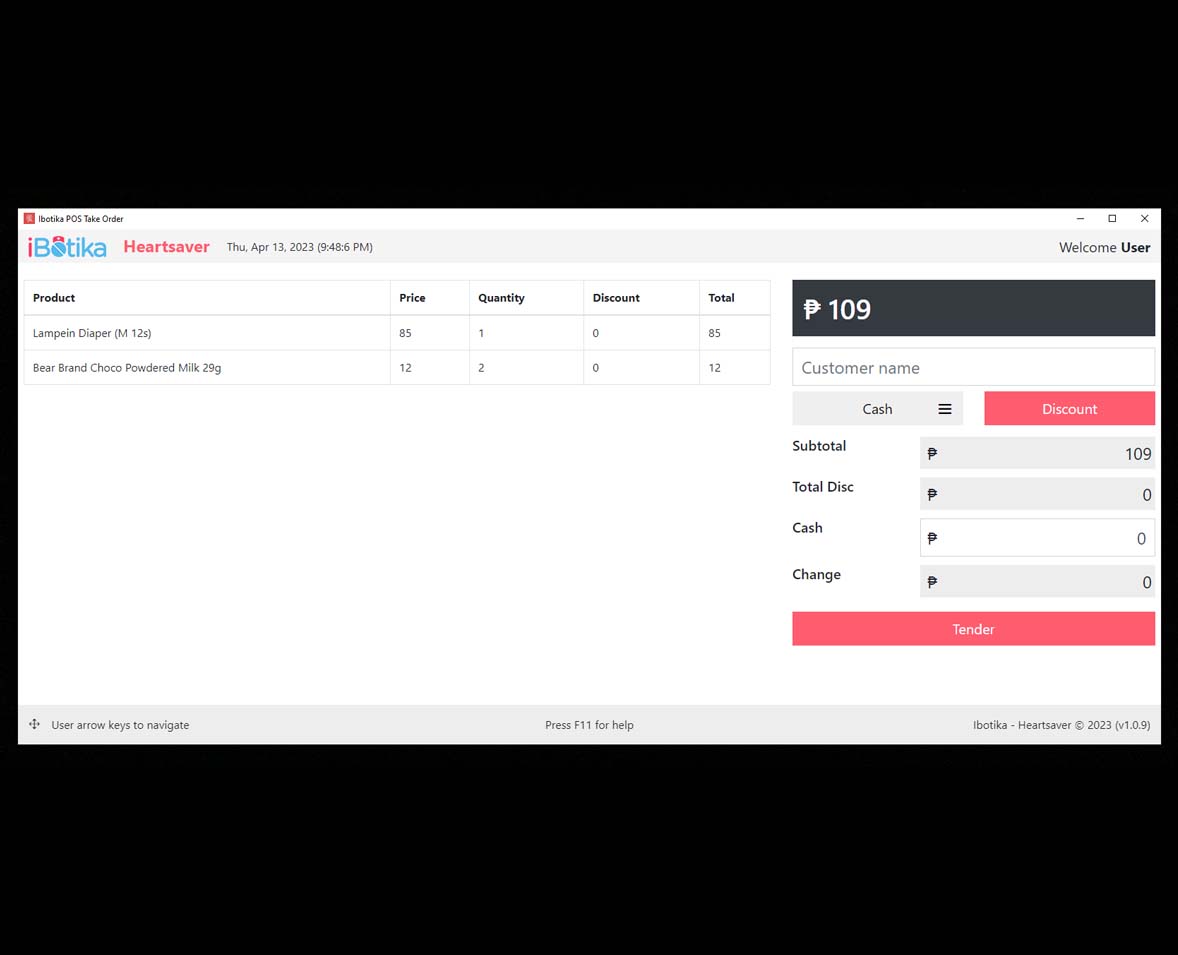 Ibotika POS Take Order
iBotika Heartsaver Thu, Apr 13, 2023 (9:48:6 PM) Welcome User
Product Price Quantity Discount Total
Lampein Diaper (M 12s) 85 1 0 85
Bear Brand Choco Powdered Milk 29g 12 2 0 12
₱ 109
Customer name
Cash Discount
Subtotal ₱ 109
Total Disc ₱ 0
Cash ₱ 0
Change ₱ 0
Tender
User arrow keys to navigate Press F11 for help Ibotika - Heartsaver © 2023 (v1.0.9)